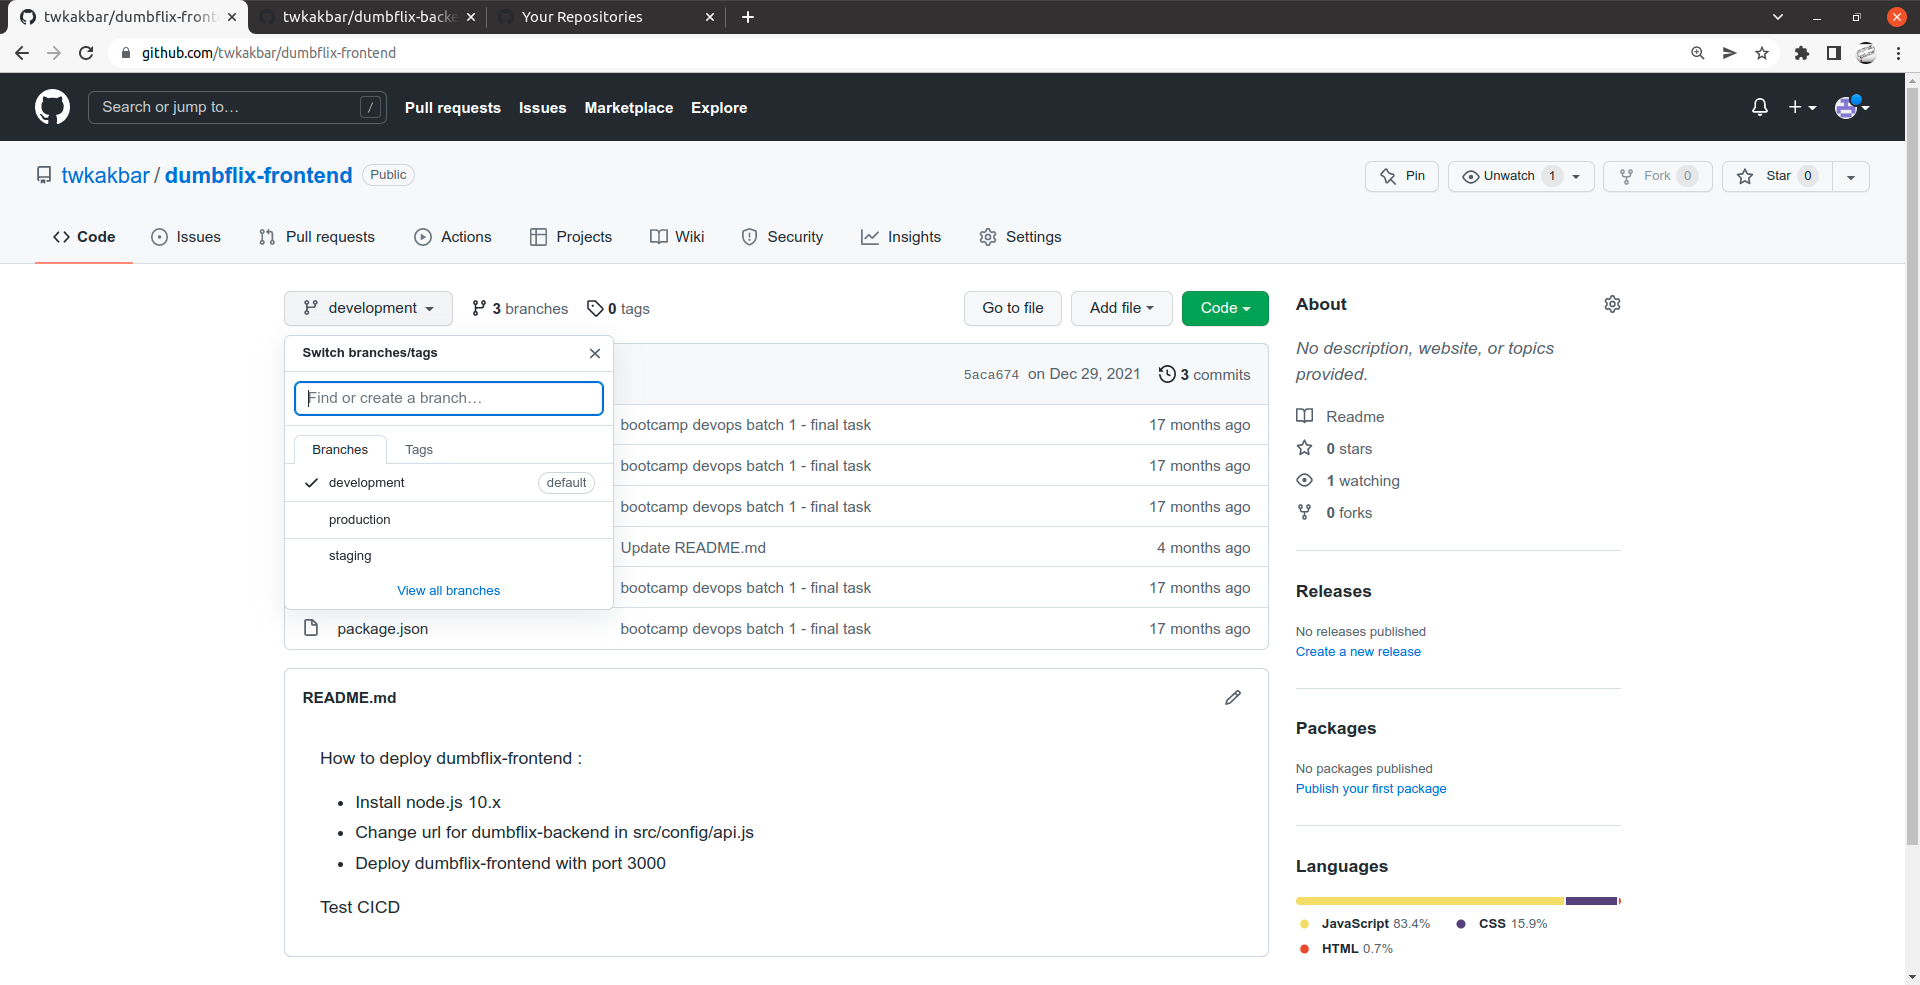 twkakbar/dumbflix-front
twkakbar/dumbflix-backe
Your Repositories
github.com/twkakbar/dumbflix-frontend
Search or jump to…
/
Pull requests
Issues
Marketplace
Explore
twkakbar / dumbflix-frontend
Public
Pin
Unwatch 1
Fork 0
Star 0
Code
Issues
Pull requests
Actions
Projects
Wiki
Security
Insights
Settings
development
3 branches
0 tags
Go to file
Add file
Code
Switch branches/tags
Find or create a branch…
Branches
Tags
development
default
production
staging
View all branches
5aca674 on Dec 29, 2021
3 commits
bootcamp devops batch 1 - final task
17 months ago
bootcamp devops batch 1 - final task
17 months ago
bootcamp devops batch 1 - final task
17 months ago
Update README.md
4 months ago
bootcamp devops batch 1 - final task
17 months ago
package.json
bootcamp devops batch 1 - final task
17 months ago
README.md
How to deploy dumbflix-frontend :
• Install node.js 10.x
• Change url for dumbflix-backend in src/config/api.js
• Deploy dumbflix-frontend with port 3000
Test CICD
About
No description, website, or topics
provided.
Readme
0 stars
1 watching
0 forks
Releases
No releases published
Create a new release
Packages
No packages published
Publish your first package
Languages
JavaScript 83.4%
CSS 15.9%
HTML 0.7%